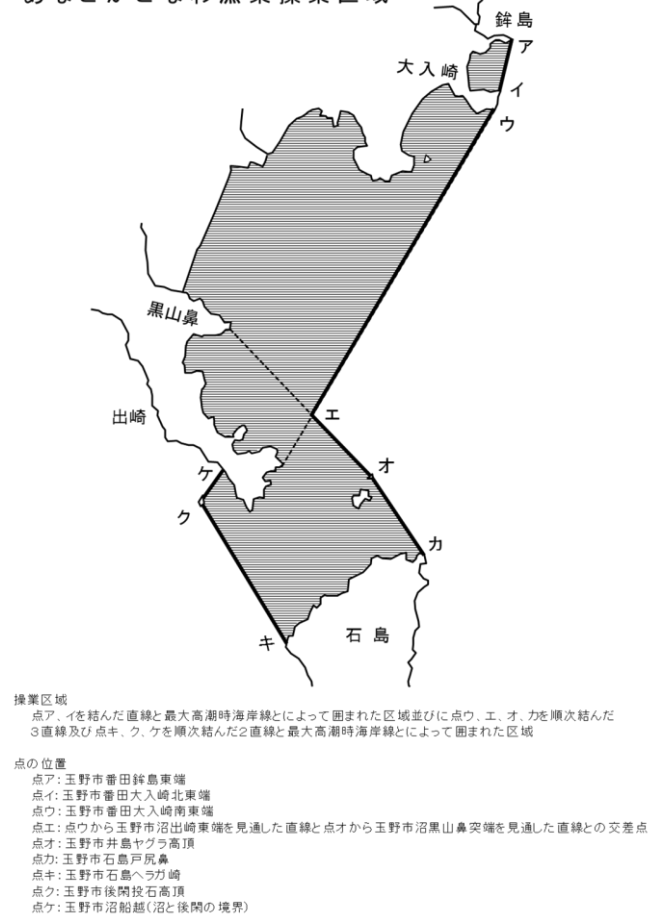 鉾島
ア
大入崎
イ
ウ
黒山鼻
出崎
エ
オ
ケ
ク
カ
キ
石島
操業区域
点ア、イを結んだ直線と最大高潮時海岸線とによって囲まれた区域並びに点ウ、エ、オ、カを順次結んだ
３直線及び点キ、ク、ケを順次結んだ２直線と最大高潮時海岸線とによって囲まれた区域
点の位置
点ア：玉野市番田鉾島東端
点イ：玉野市番田大入崎北東端
点ウ：玉野市番田大入崎南東端
点エ：点ウから玉野市沼出崎東端を見通した直線と点オから玉野市沼黒山鼻突端を見通した直線との交差点
点オ：玉野市井島ヤグラ高頂
点カ：玉野市石島戸尻鼻
点キ：玉野市石島ヘラガ崎
点ク：玉野市後閑投石高頂
点ケ：玉野市沼船越（沼と後閑の境界）